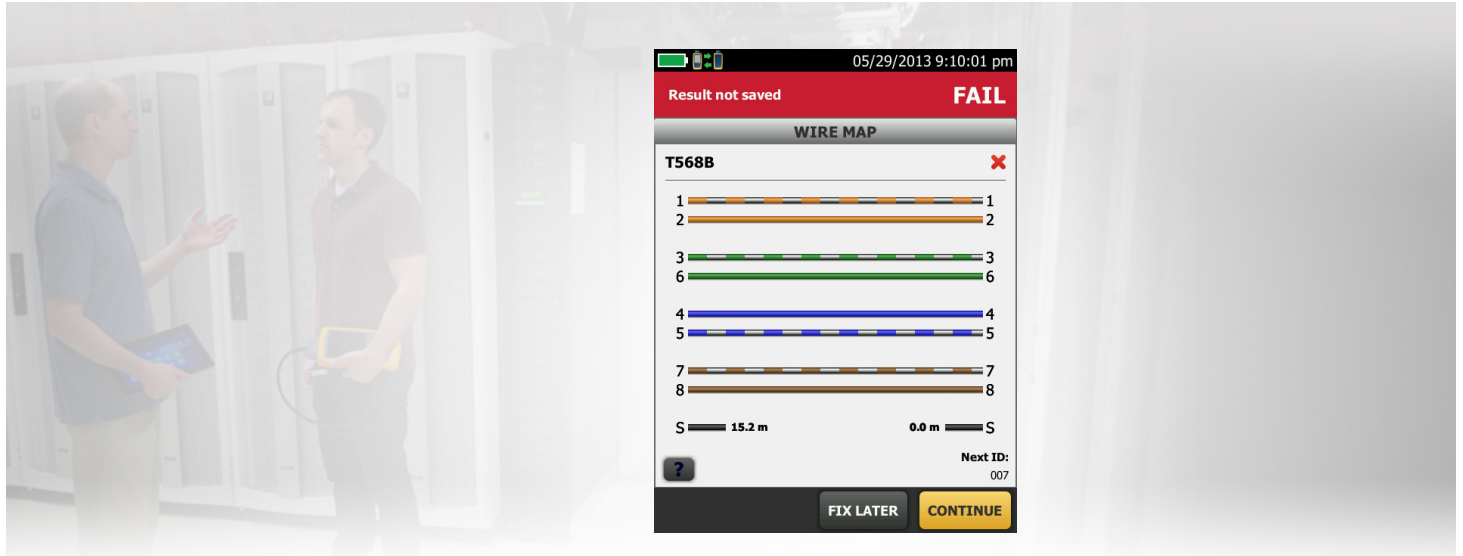 05/29/2013 9:10:01 pm
Result not saved FAIL
WIRE MAP
T568B
1 1
2 2
3 3
6 6
4 4
5 5
7 7
8 8
S 15.2 m 0.0 m S
Next ID:
? 007
FIX LATER CONTINUE